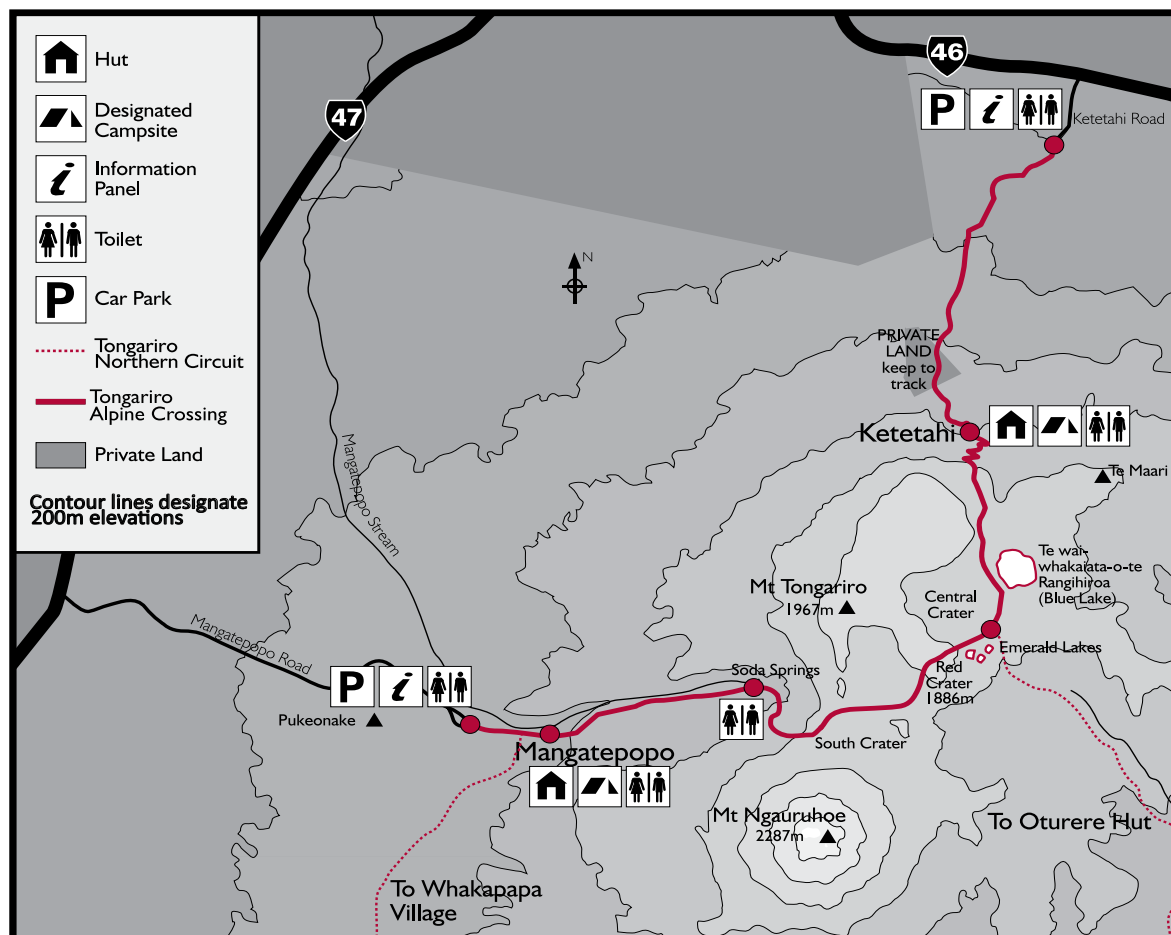 Hut
Designated
Campsite
Information
Panel
Toilet
P
Car Park
Tongariro
Northern Circuit
Tongariro
Alpine Crossing
Private Land
Contour lines designate
200m elevations
47
46
P i
Ketetahi Road
N
PRIVATE
LAND
keep to
track
Ketetahi
Te Maari
Mangatepopo Stream
Te wai-
whakaiata-o-te
Rangihiroa
(Blue Lake)
Mt Tongariro
1967m
Central
Crater
Emerald Lakes
Mangatepopo Road
Soda Springs
Red
Crater
1886m
P i
Pukeonake
South Crater
Mangatepopo
Mt Ngauruhoe
2287m
To Oturere Hut
To Whakapapa
Village